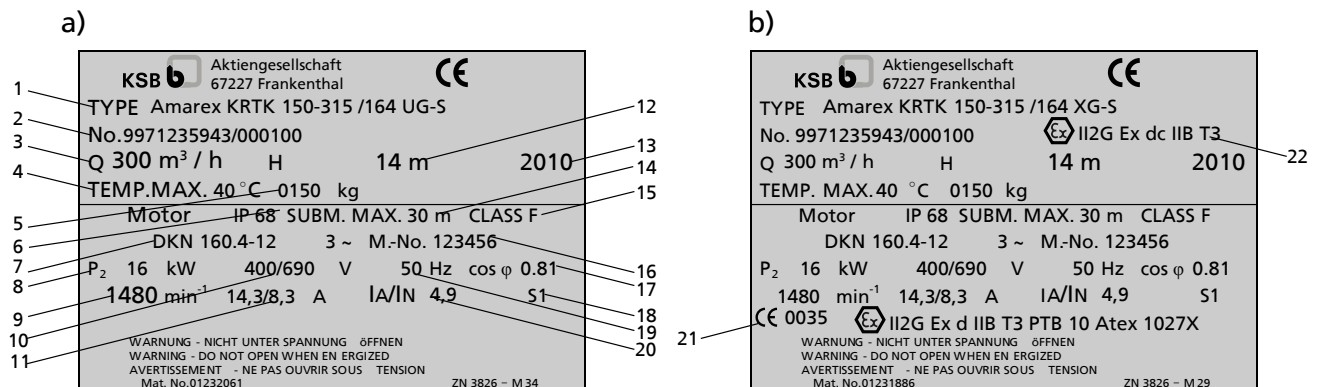 a)
KSB b Aktiengesellschaft
67227 Frankenthal CE
TYPE Amarex KRTK 150-315 /164 UG-S
No. 9971235943/000100
Q 300 m³ / h H 14 m 2010
TEMP.MAX. 40 °C 0150 kg
Motor IP 68 SUBM. MAX. 30 m CLASS F
DKN 160.4-12 3 ~ M.-No. 123456
P₂ 16 kW 400/690 V 50 Hz cos φ 0.81
1480 min⁻¹ 14,3/8,3 A IA/IN 4,9 S1
WARNUNG - NICHT UNTER SPANNUNG öFFNEN
WARNING - DO NOT OPEN WHEN EN ERGIZED
AVERTISSEMENT - NE PAS OUVRIR SOUS TENSION
Mat. No.01232061 ZN 3826 – M 34
1
2
3
4
5
6
7
8
9
10
11
12
13
14
15
16
17
18
19
20
b)
KSB b Aktiengesellschaft
67227 Frankenthal CE
TYPE Amarex KRTK 150-315 /164 XG-S
No. 9971235943/000100 Ex II2G Ex dc IIB T3
Q 300 m³ / h H 14 m 2010
TEMP. MAX. 40 °C 0150 kg
Motor IP 68 SUBM. MAX. 30 m CLASS F
DKN 160.4-12 3 ~ M.-No. 123456
P₂ 16 kW 400/690 V 50 Hz cos φ 0.81
1480 min⁻¹ 14,3/8,3 A IA/IN 4,9 S1
CE 0035 Ex II2G Ex d IIB T3 PTB 10 Atex 1027X
WARNUNG - NICHT UNTER SPANNUNG öFFNEN
WARNING - DO NOT OPEN WHEN EN ERGIZED
AVERTISSEMENT - NE PAS OUVRIR SOUS TENSION
Mat. No.01231886 ZN 3826 – M 29
21
22